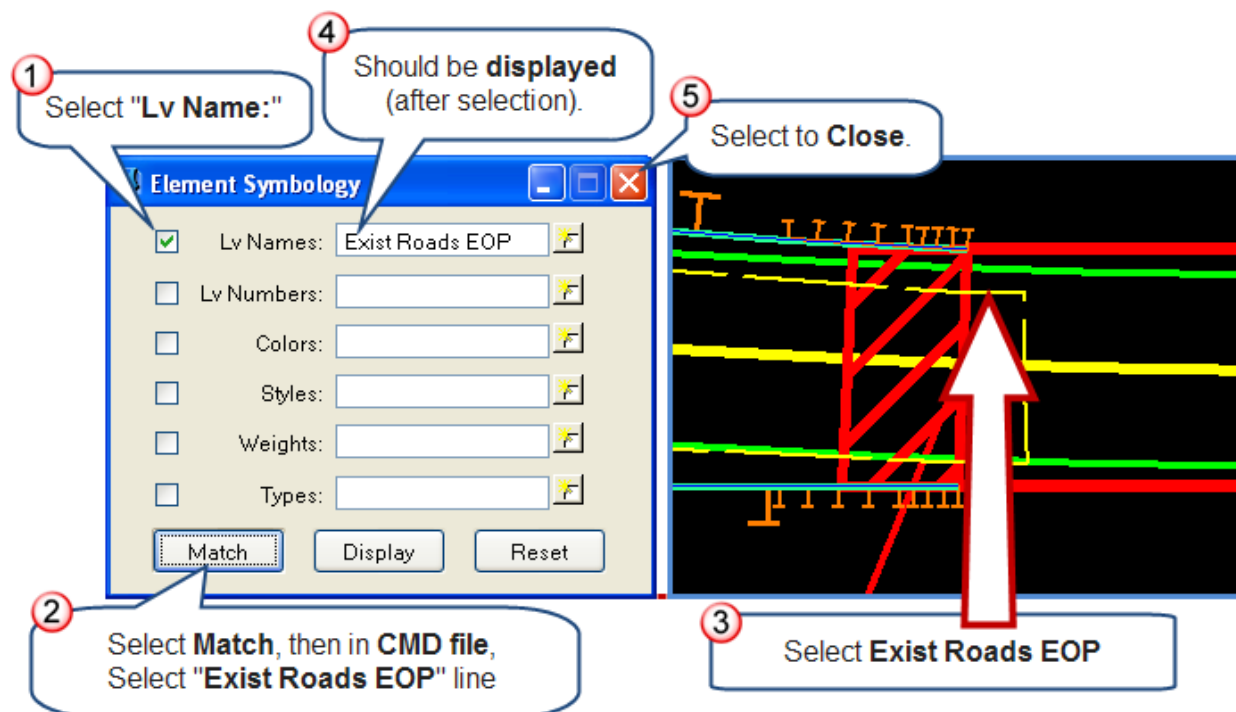 4
Should be displayed
(after selection).
1
Select "Lv Name:"
5
Select to Close.
Element Symbology
Lv Names: Exist Roads EOP
Lv Numbers:
Colors:
Styles:
Weights:
Types:
Match Display Reset
2
Select Match, then in CMD file,
Select "Exist Roads EOP" line
3
Select Exist Roads EOP